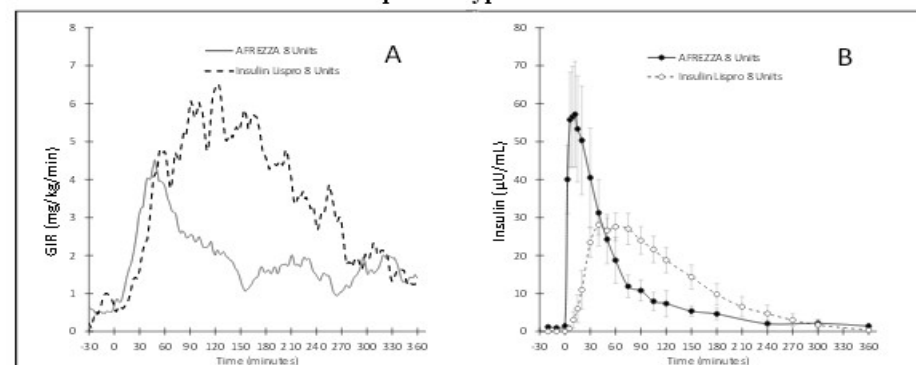 AFREZZA 8 Units
Insulin Lispro 8 Units
A
GIR (mg/kg/min)
7
6
5
4
3
2
1
0
-30 0 30 60 90 120 150 180 210 240 270 300 330 360
Time (minutes)
AFREZZA 8 Units
Insulin Lispro 8 Units
B
Insulin (µU/mL)
80
70
60
50
40
30
20
10
0
-30 0 30 60 90 120 150 180 210 240 270 300 330 360
Time (minutes)